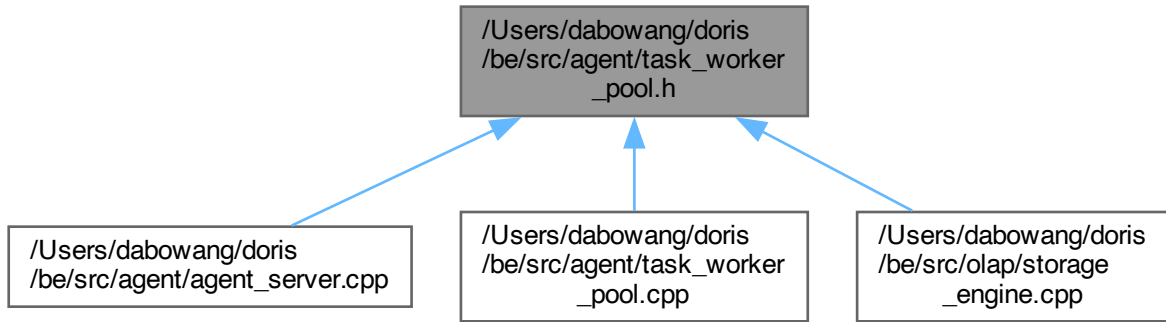 /Users/dabowang/doris
/be/src/agent/task_worker
_pool.h
/Users/dabowang/doris
/be/src/agent/agent_server.cpp
/Users/dabowang/doris
/be/src/agent/task_worker
_pool.cpp
/Users/dabowang/doris
/be/src/olap/storage
_engine.cpp